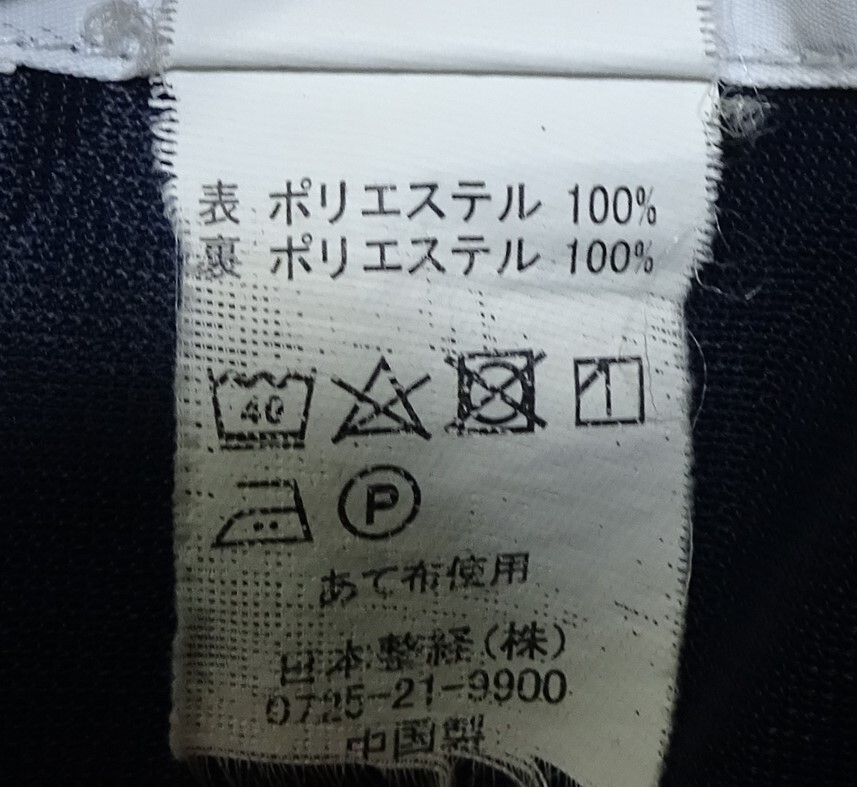 表 ポリエステル 100%
裏 ポリエステル 100%
40
P
あて布使用
日本整経(株)
0725-21-9900
中国製